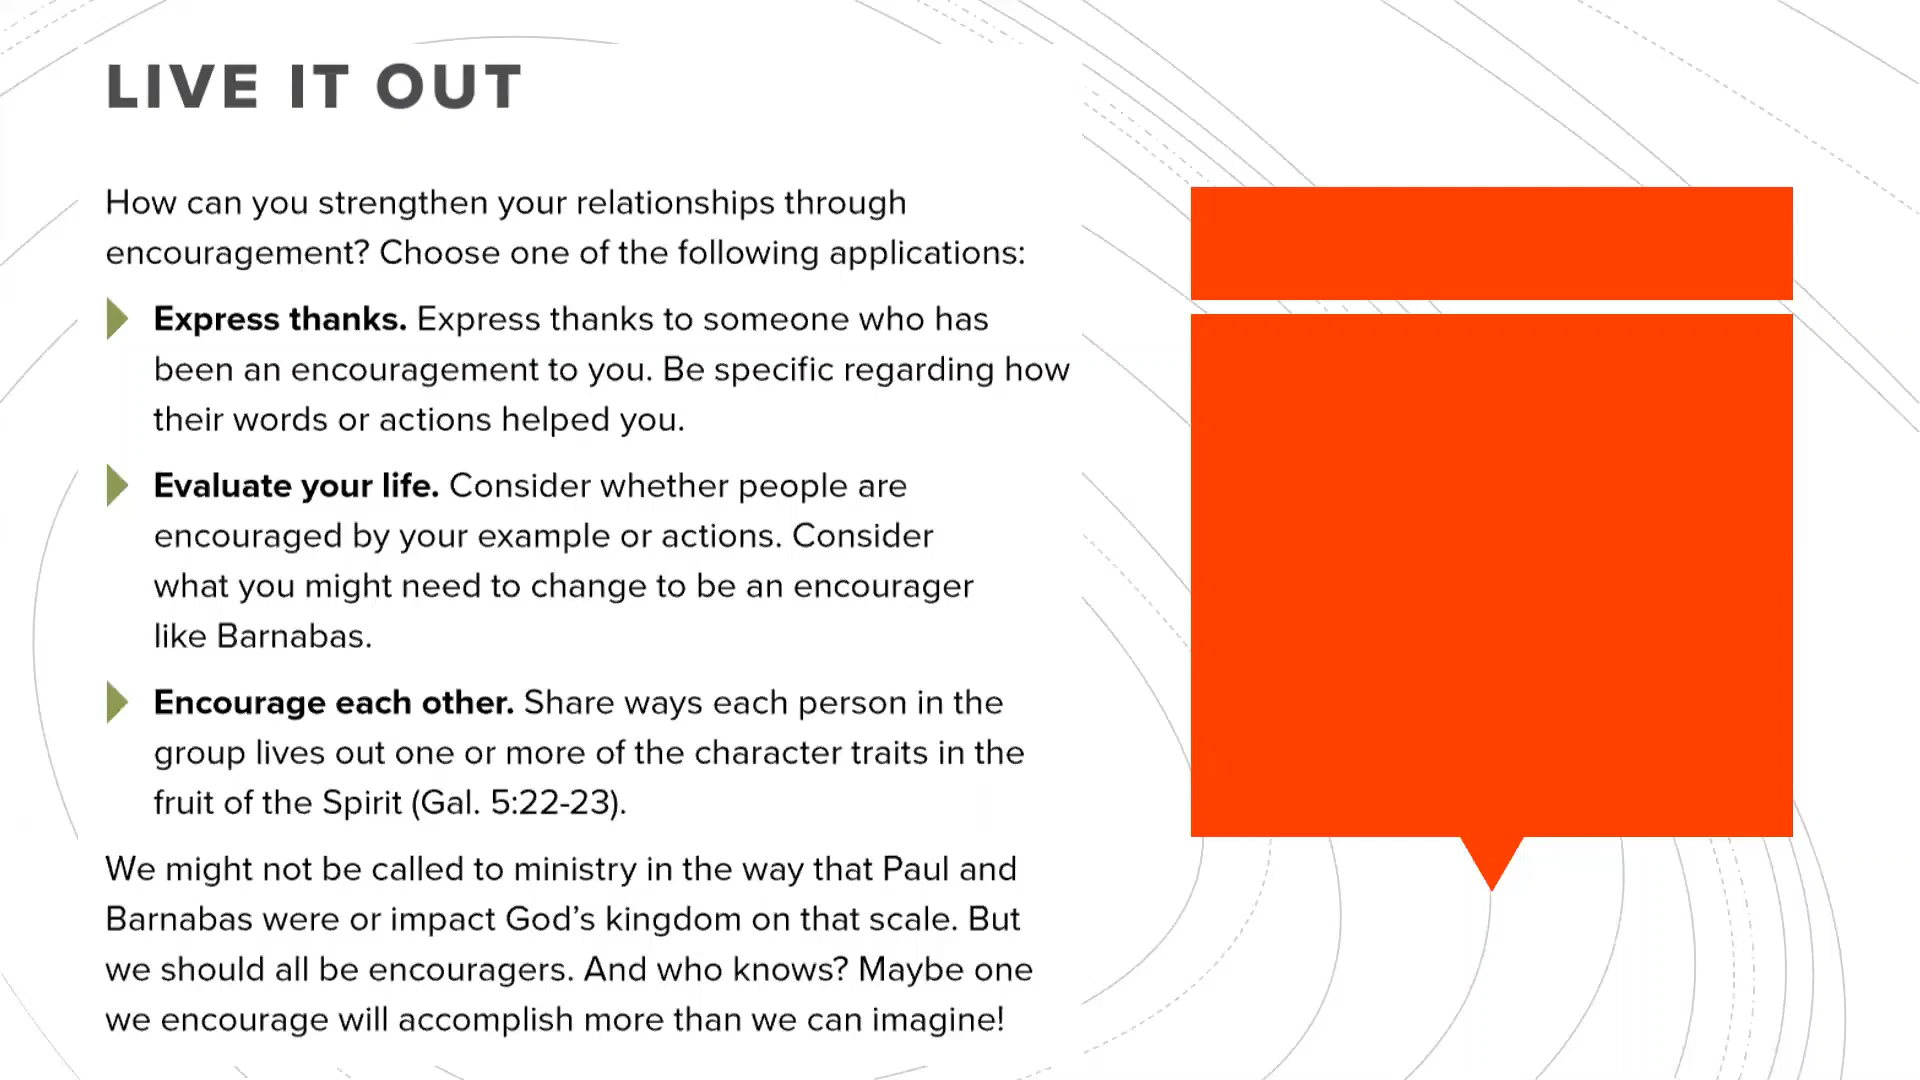 LIVE IT OUT
How can you strengthen your relationships through
encouragement? Choose one of the following applications:
Express thanks. Express thanks to someone who has
been an encouragement to you. Be specific regarding how
their words or actions helped you.
Evaluate your life. Consider whether people are
encouraged by your example or actions. Consider
what you might need to change to be an encourager
like Barnabas.
Encourage each other. Share ways each person in the
group lives out one or more of the character traits in the
fruit of the Spirit (Gal. 5:22-23).
We might not be called to ministry in the way that Paul and
Barnabas were or impact God’s kingdom on that scale. But
we should all be encouragers. And who knows? Maybe one
we encourage will accomplish more than we can imagine!